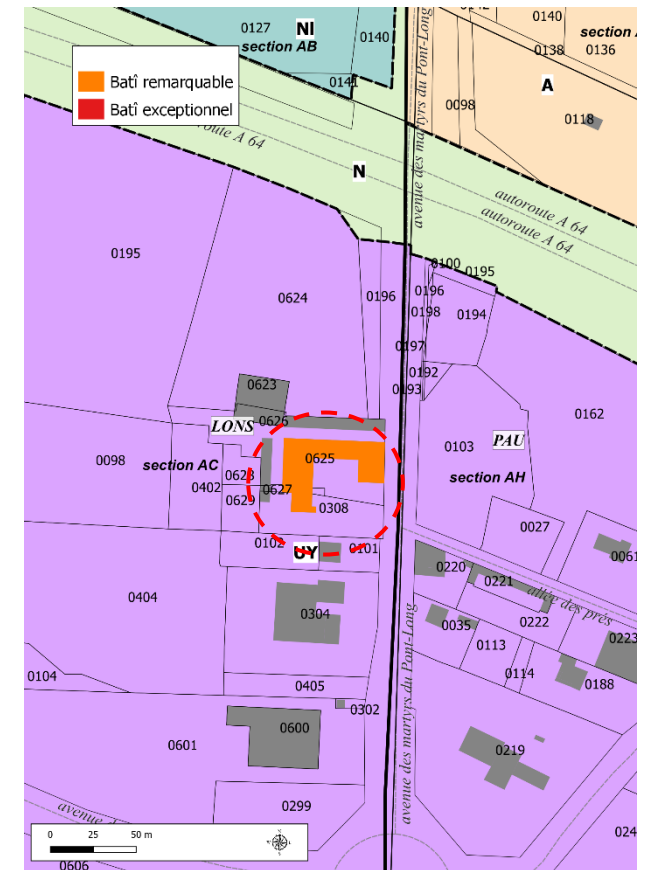 0127
NI
section AB
0140
0141
0142
0140
0138
0136
A
0098
0118
Batî remarquable
Batî exceptionnel
autoroute A 64
N
avenue des martyrs du Pont-Long
autoroute A 64
autoroute A 64
0195
0624
0196
0100
0195
0196
0198
0194
0197
0192
0193
0162
0623
0626
LONS
0625
0103
PAU
0098
section AC
0402
0628
0627
0629
0308
section AH
0027
0102
UY
0101
0061
0220
0221
allée des prés
0222
0223
0404
0304
0035
0113
0114
0188
0104
0405
0302
0600
0601
0219
avenue des martyrs du Pont-Long
0299
avenue
0 25 50 m
0606